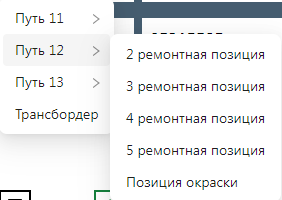 Путь 11
Путь 12
Путь 13
Трансбордер
2 ремонтная позиция
3 ремонтная позиция
4 ремонтная позиция
5 ремонтная позиция
Позиция окраски